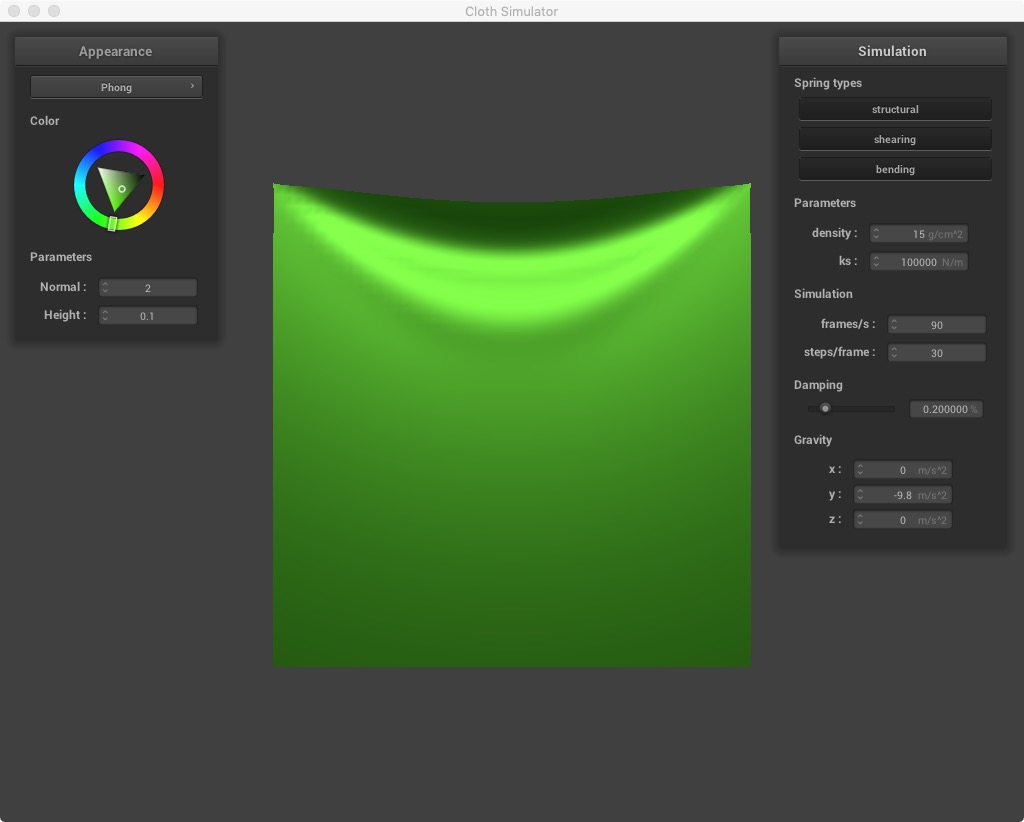 Cloth Simulator
Appearance
Phong
Color
Parameters
Normal : 2
Height : 0.1
Simulation
Spring types
structural
shearing
bending
Parameters
density : 15 g/cm^2
ks : 100000 N/m
Simulation
frames/s : 90
steps/frame : 30
Damping
0.200000 %
Gravity
x : 0 m/s^2
y : -9.8 m/s^2
z : 0 m/s^2